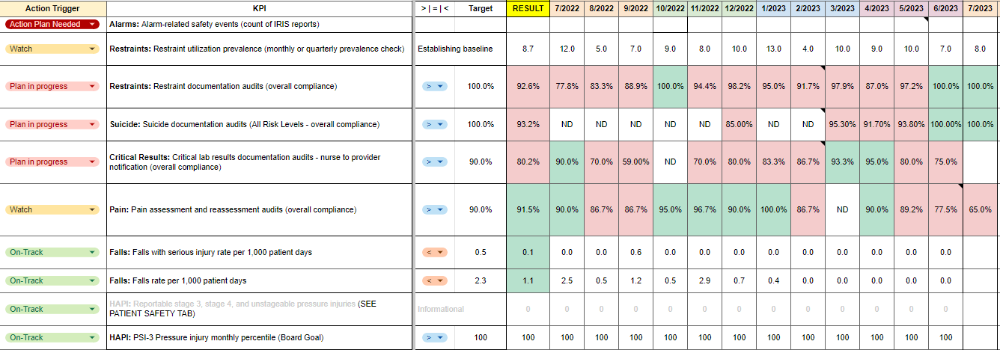 Action Trigger KPI > | = | < Target RESULT 7/2022 8/2022 9/2022 10/2022 11/2022 12/2022 1/2023 2/2023 3/2023 4/2023 5/2023 6/2023 7/2023
Action Plan Needed Alarms: Alarm-related safety events (count of IRIS reports)
Watch Restraints: Restraint utilization prevalence (monthly or quarterly prevalence check) Establishing baseline 8.7 12.0 5.0 7.0 9.0 8.0 10.0 13.0 4.0 10.0 9.0 10.0 7.0 8.0
Plan in progress Restraints: Restraint documentation audits (overall compliance) > 100.0% 92.6% 77.8% 83.3% 88.9% 100.0% 94.4% 98.2% 95.0% 91.7% 97.9% 87.0% 97.2% 100.0% 100.0%
Plan in progress Suicide: Suicide documentation audits (All Risk Levels - overall compliance) > 100.0% 93.2% ND ND ND ND ND 85.00% ND ND 95.30% 91.70% 93.80% 100.00% 100.0%
Plan in progress Critical Results: Critical lab results documentation audits - nurse to provider
notification (overall compliance) > 90.0% 80.2% 90.0% 70.0% 59.00% ND 70.0% 80.0% 83.3% 86.7% 93.3% 95.0% 80.0% 75.0%
Watch Pain: Pain assessment and reassessment audits (overall compliance) > 90.0% 91.5% 90.0% 86.7% 86.7% 95.0% 96.7% 90.0% 100.0% 86.7% ND 90.0% 89.2% 77.5% 65.0%
On-Track Falls: Falls with serious injury rate per 1,000 patient days < 0.5 0.1 0.0 0.0 0.6 0.0 0.0 0.0 0.0 0.0 0.0 0.0 0.0 0.0
On-Track Falls: Falls rate per 1,000 patient days < 2.3 1.1 2.5 0.5 1.2 0.5 2.9 0.7 0.4 0.0 0.0 0.0 0.0 0.0
On-Track HAPI: Reportable stage 3, stage 4, and unstageable pressure injuries (SEE
PATIENT SAFETY TAB) Informational 0 0 0 0 0 0 0 0 0 0 0 0 0
On-Track HAPI: PSI-3 Pressure injury monthly percentile (Board Goal) > 100 100 100 100 100 100 100 100 100 100 100 100 100 100